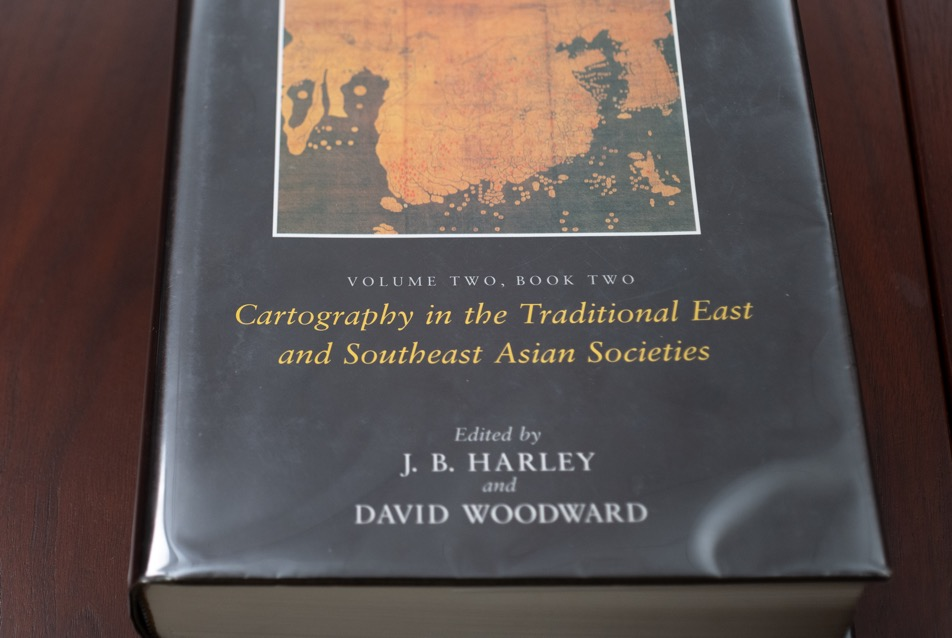 VOLUME TWO, BOOK TWO
Cartography in the Traditional East
and Southeast Asian Societies
Edited by
J. B. HARLEY
and
DAVID WOODWARD